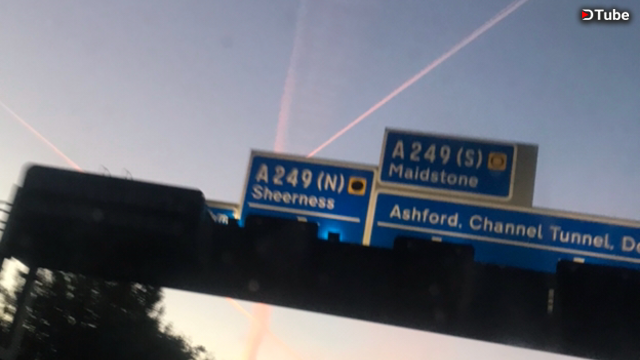 DTube
A249(N)
Sheerness
A249(S)
Maidstone
Ashford, Channel Tunnel,